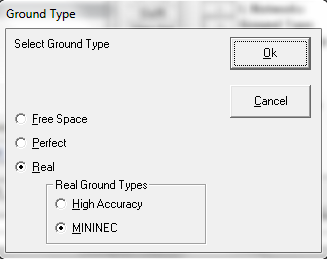 Ground Type
Select Ground Type
Ok
Cancel
Free Space
Perfect
Real
Real Ground Types
High Accuracy
MININEC